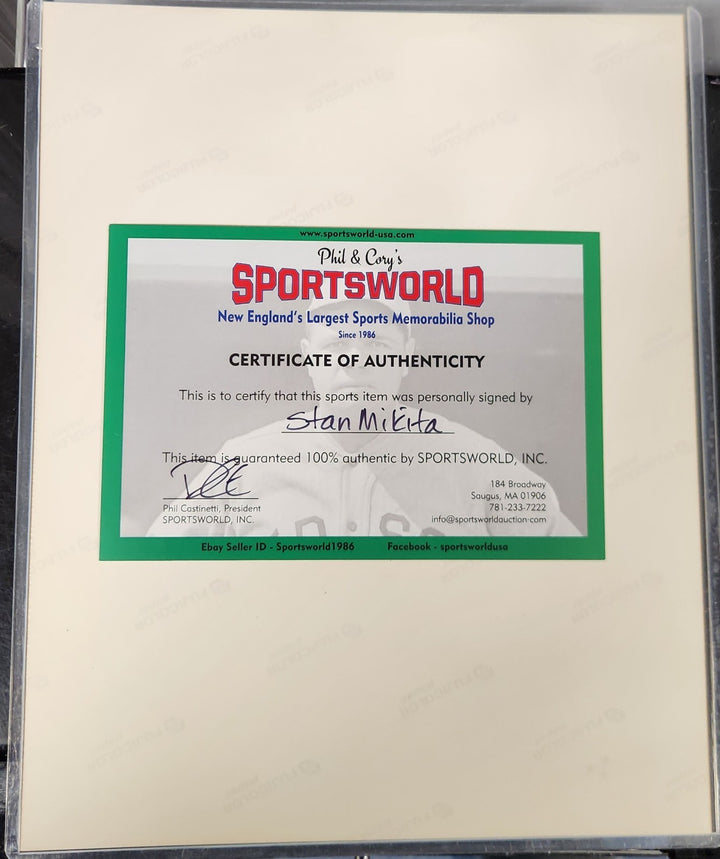 www.sportsworld-usa.com
Phil & Cory's
SPORTSWORLD
New England's Largest Sports Memorabilia Shop
Since 1986
CERTIFICATE OF AUTHENTICITY
This is to certify that this sports item was personally signed by
Stan Mikita
This item is guaranteed 100% authentic by SPORTSWORLD, INC.
Phil Castinetti, President
SPORTSWORLD, INC.
184 Broadway
Saugus, MA 01906
781-233-7222
info@sportsworldauction.com
Ebay Seller ID - Sportsworld1986 Facebook - sportsworldusa